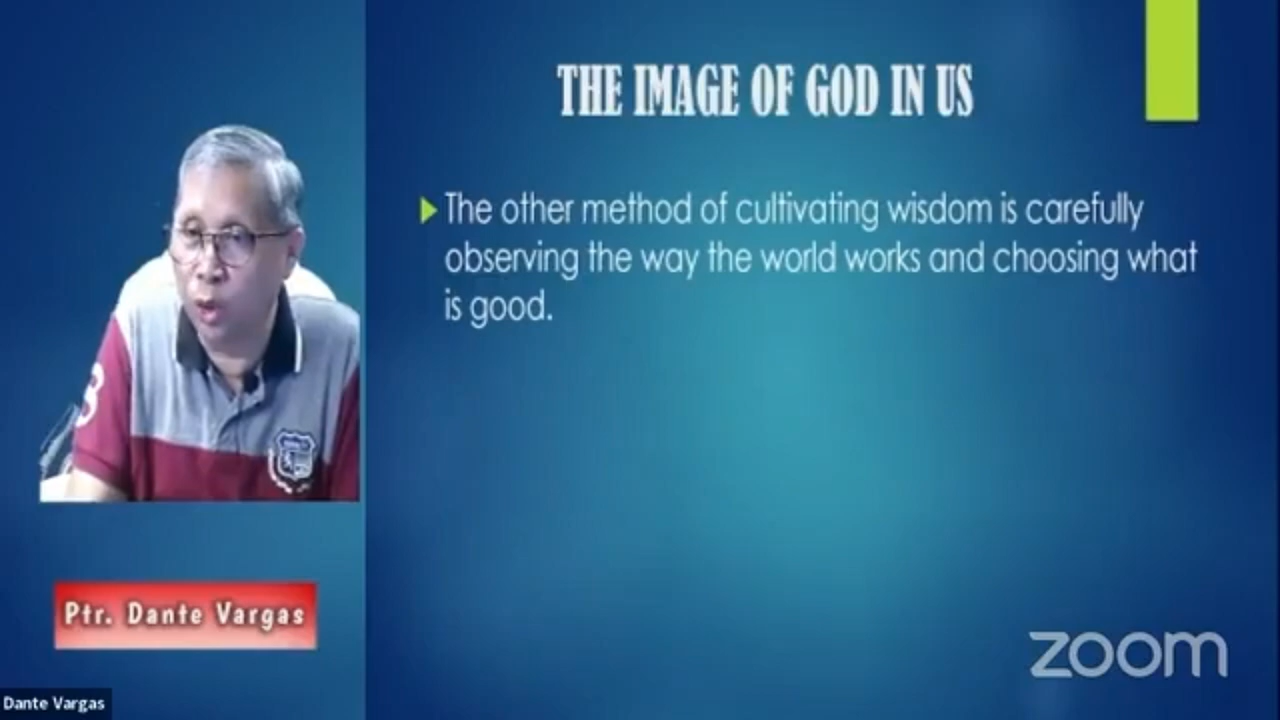 THE IMAGE OF GOD IN US
The other method of cultivating wisdom is carefully
observing the way the world works and choosing what
is good.
Ptr. Dante Vargas
Dante Vargas
zoom